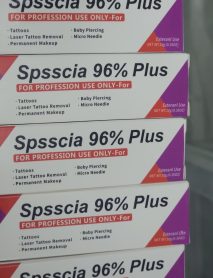 Spsscia 96% Plus
FOR PROFESSION USE ONLY-For
• Tattoos • Baby Piercing
• Laser Tattoo Removal • Micro Needle
• Permanent Makeup
External Use
Spsscia 96% Plus
FOR PROFESSION USE ONLY-For
• Tattoos • Baby Piercing
• Laser Tattoo Removal • Micro Needle
• Permanent Makeup
External Use
Spsscia 96% Plus
FOR PROFESSION USE ONLY-For
• Tattoos • Baby Piercing
• Laser Tattoo Removal • Micro Needle
• Permanent Makeup
External Use
Spsscia 96% Plus
FOR PROFESSION USE ONLY-For
• Tattoos • Baby Piercing
• Laser Tattoo Removal • Micro Needle
• Permanent Makeup
External Use
Spsscia 96% Plus